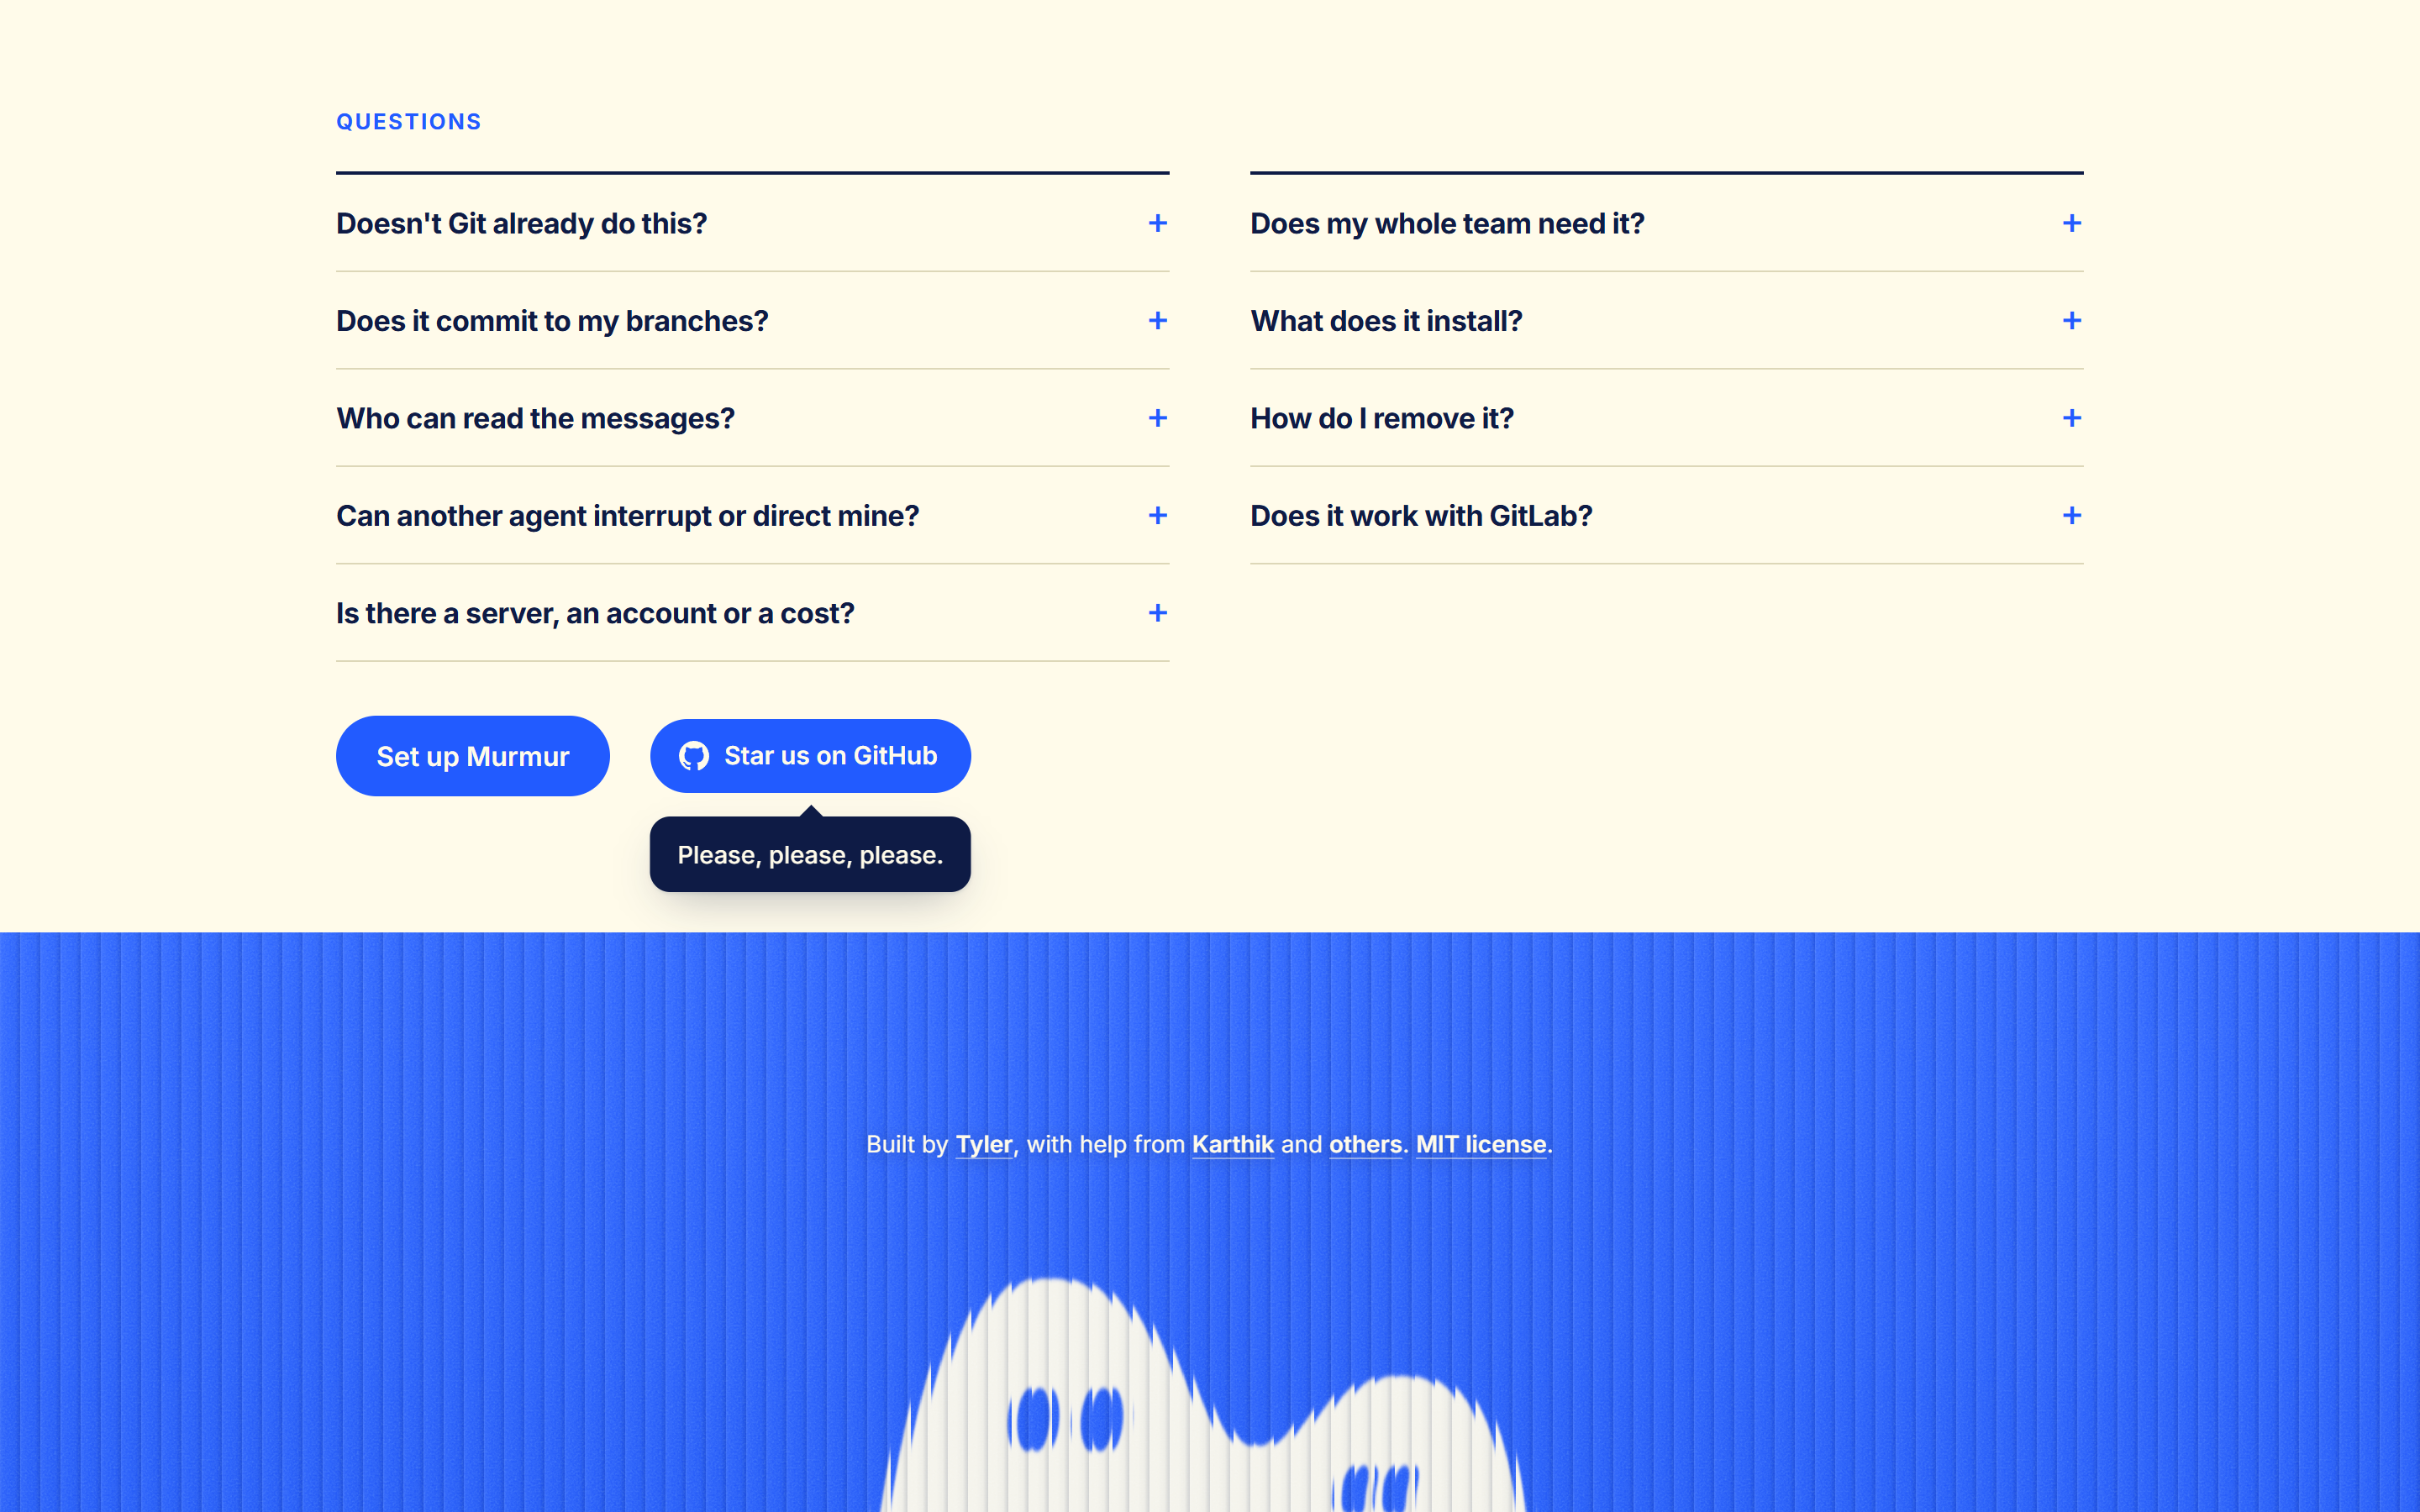 QUESTIONS
Doesn't Git already do this?
Does it commit to my branches?
Who can read the messages?
Can another agent interrupt or direct mine?
Is there a server, an account or a cost?
Does my whole team need it?
What does it install?
How do I remove it?
Does it work with GitLab?
Set up Murmur
Star us on GitHub
Please, please, please.
Built by Tyler, with help from Karthik and others. MIT license.